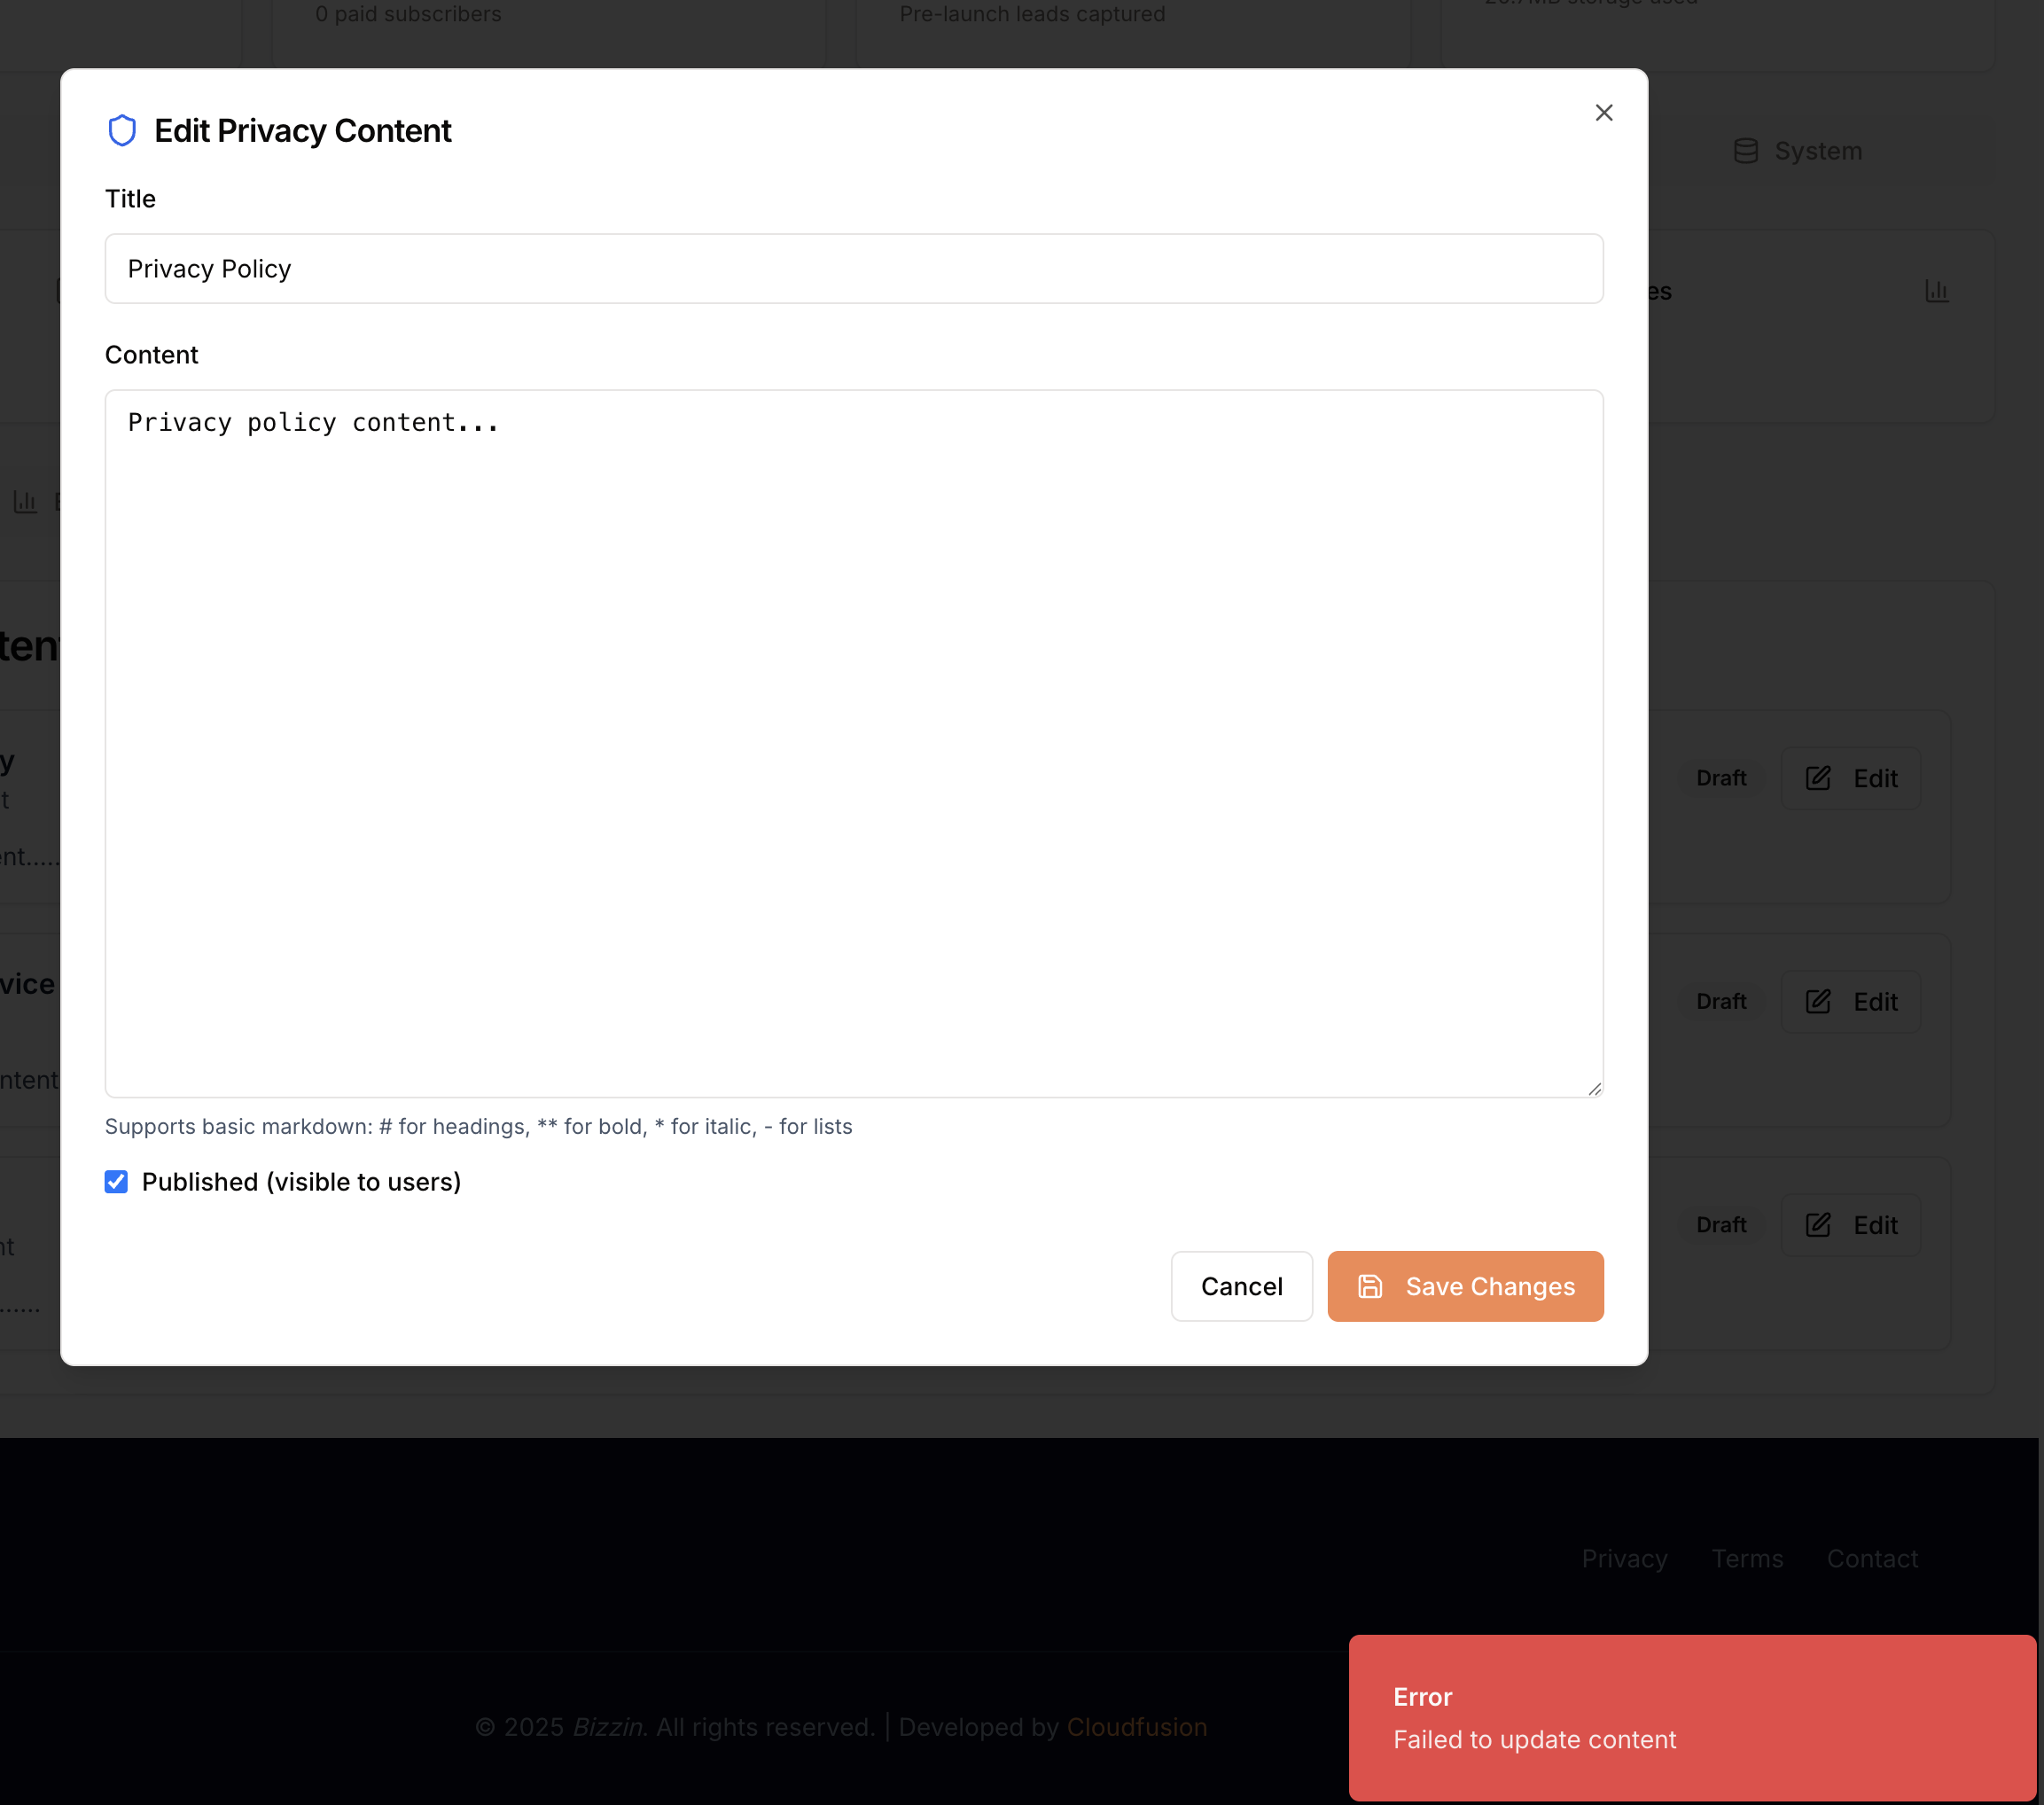 0 paid subscribers
Pre-launch leads captured
Edit Privacy Content
System
Title
Privacy Policy
es
Content
Privacy policy content...
ten
y
Draft
Edit
t
ent.....
vice
Draft
Edit
ntent
Supports basic markdown: # for headings, ** for bold, * for italic, - for lists
Published (visible to users)
Draft
Edit
nt
Cancel
Save Changes
......
Privacy
Terms
Contact
Error
© 2025 Bizzin. All rights reserved. | Developed by Cloudfusion
Failed to update content